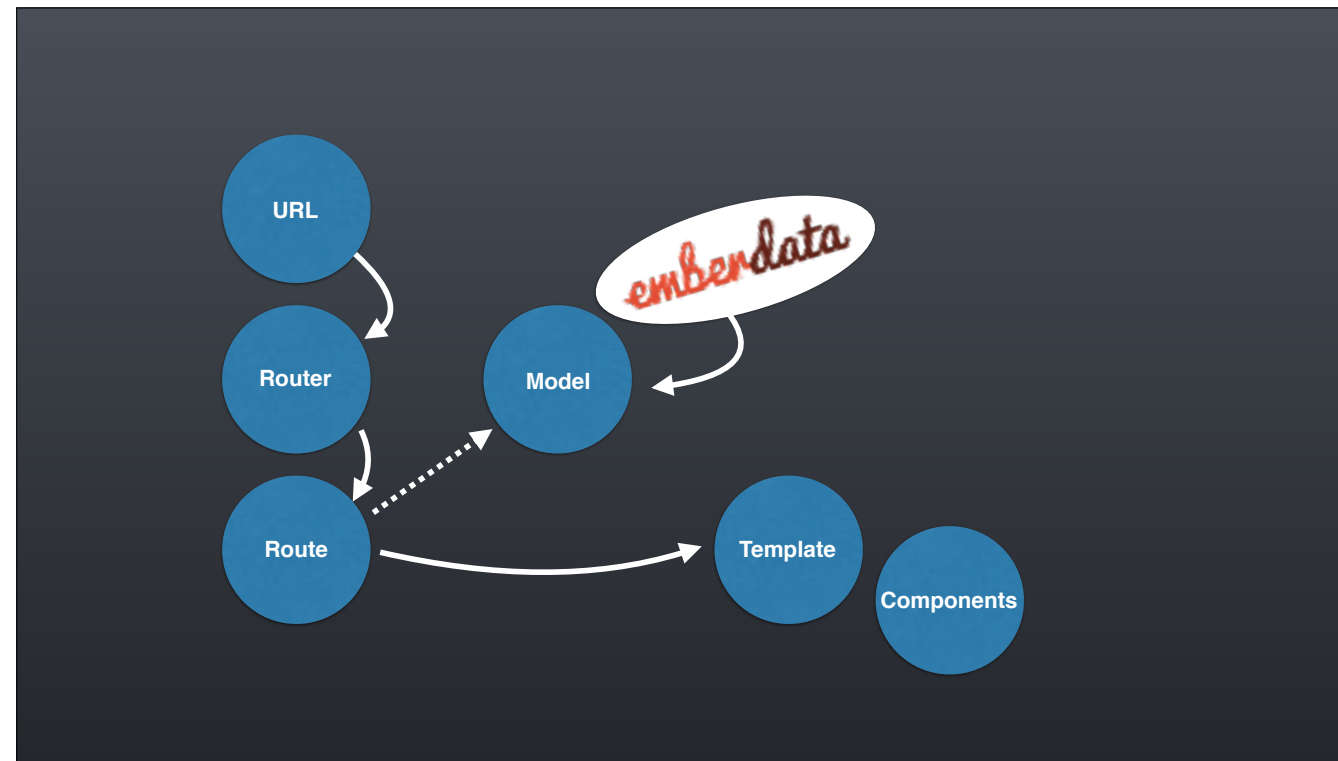 URL
emberdata
Router
Model
Route
Template
Components